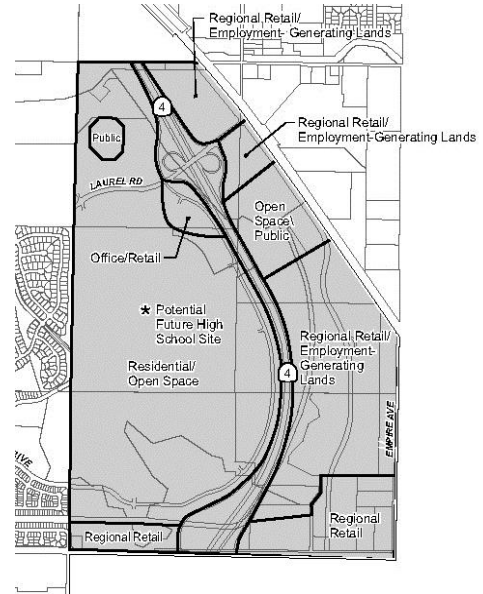 Regional Retail/
Employment- Generating Lands
4
Regional Retail/
Employment-Generating Lands
Public
LAUREL RD
Open
Space\
Public
Office/Retail
* Potential
Future High
School Site
Regional Retail/
Employment-
Generating
Lands
Residential/
Open Space
4
EMPIRE AVE
IVE
Regional
Retail
Regional Retail